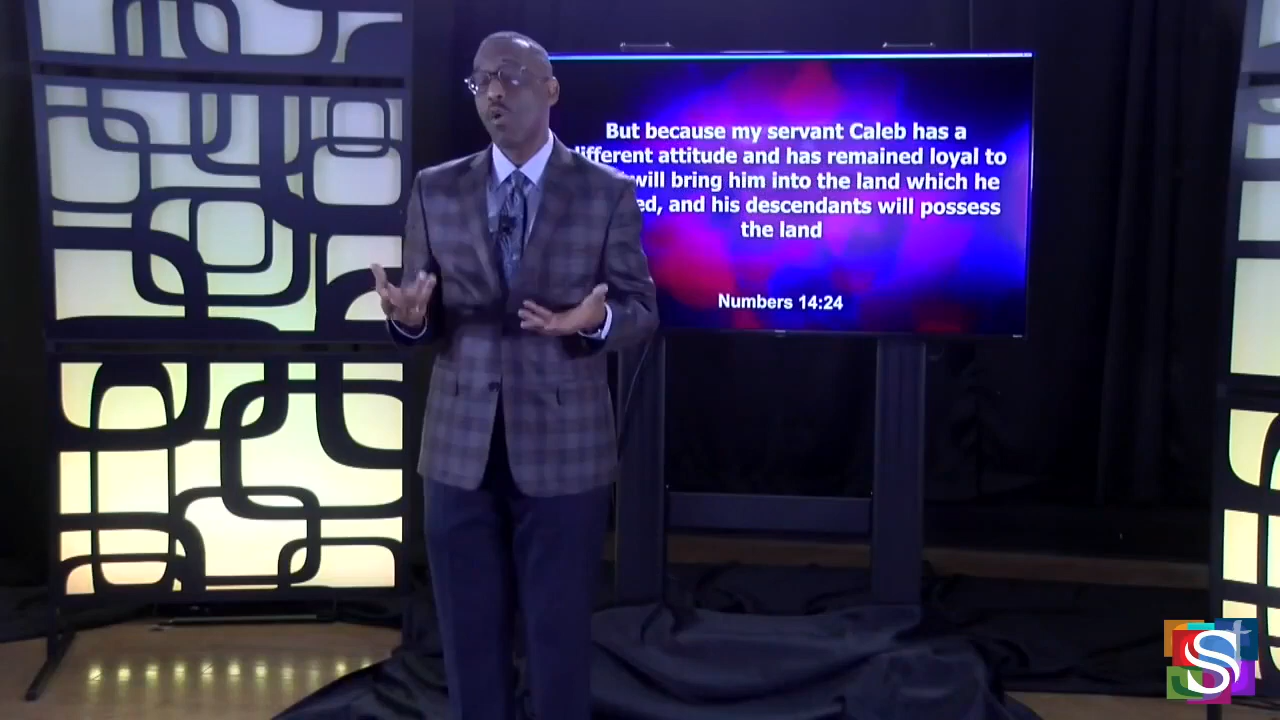 But because my servant Caleb has a
ifferent attitude and has remained loyal to
will bring him into the land which he
ed, and his descendants will possess
the land
Numbers 14:24
S